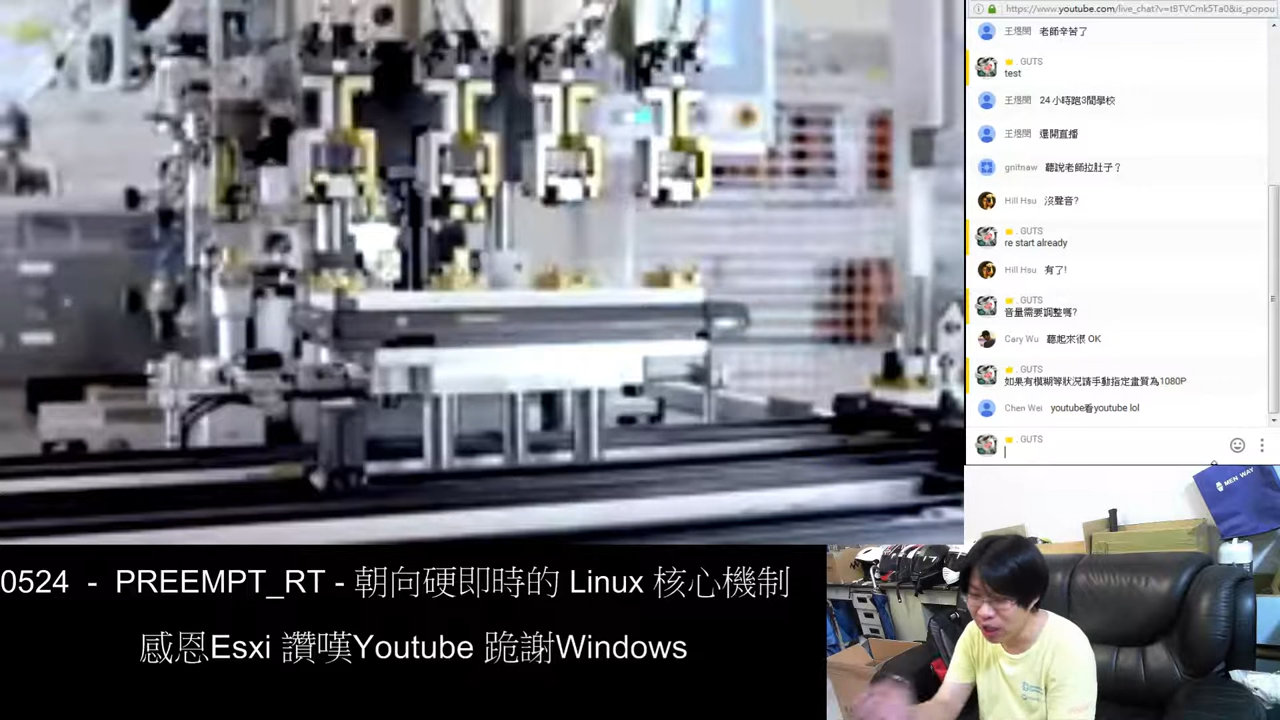 https://www.youtube.com/live_chat?v=t8TVCmk5Ta0&is_popou
王煜閔 老師辛苦了
. GUTS
test
王煜閔 24 小時跑3間學校
王煜閔 還開直播
gnitnaw 聽說老師拉肚子？
Hill Hsu 沒聲音?
. GUTS
re start already
Hill Hsu 有了!
. GUTS
音量需要調整嗎?
Cary Wu 聽起來很 OK
. GUTS
如果有模糊等狀況請手動指定畫質為1080P
Chen Wei youtube看youtube lol
. GUTS
MEN WAY
0524 - PREEMPT_RT - 朝向硬即時的 Linux 核心機制
感恩Esxi 讚嘆Youtube 跪謝Windows